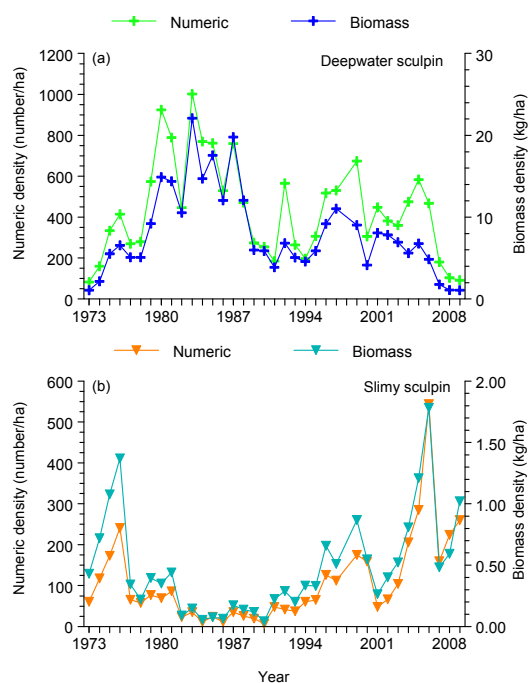 Numeric Biomass
(a) Deepwater sculpin
Numeric density (number/ha)
1200
1000
800
600
400
200
0
Biomass density (kg/ha)
30
20
10
0
1973 1980 1987 1994 2001 2008
Numeric Biomass
(b) Slimy sculpin
Numeric density (number/ha)
600
500
400
300
200
100
0
Biomass density (kg/ha)
2.00
1.50
1.00
0.50
0.00
1973 1980 1987 1994 2001 2008
Year